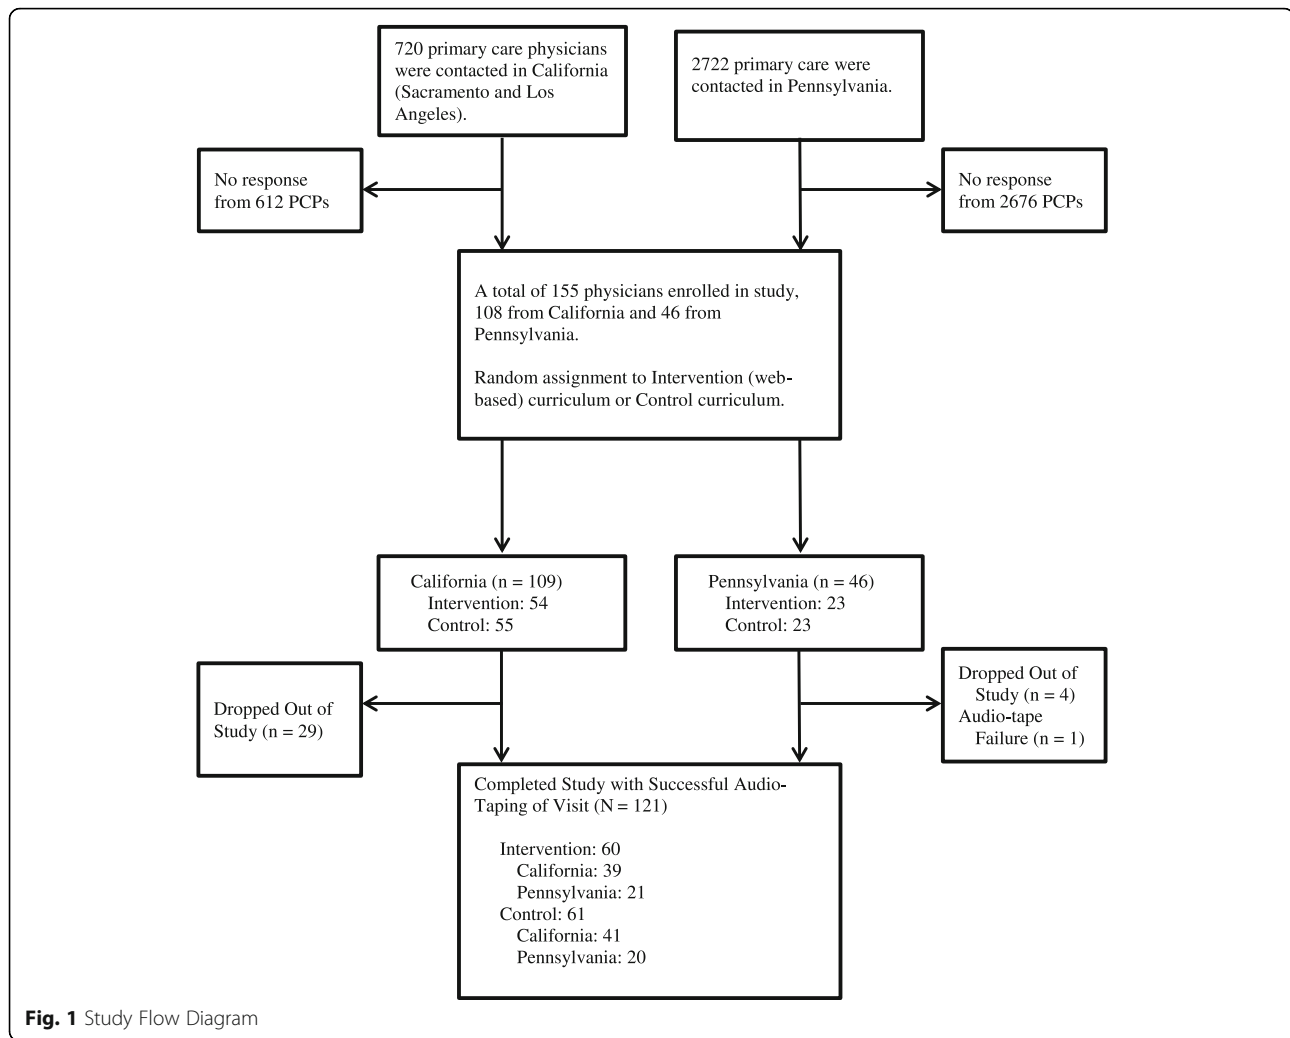 720 primary care physicians
were contacted in California
(Sacramento and Los
Angeles).
2722 primary care were
contacted in Pennsylvania.
No response
from 612 PCPs
No response
from 2676 PCPs
A total of 155 physicians enrolled in study,
108 from California and 46 from
Pennsylvania.
Random assignment to Intervention (web-
based) curriculum or Control curriculum.
California (n = 109)
Intervention: 54
Control: 55
Pennsylvania (n = 46)
Intervention: 23
Control: 23
Dropped Out of
Study (n = 29)
Dropped Out of
Study (n = 4)
Audio-tape
Failure (n = 1)
Completed Study with Successful Audio-
Taping of Visit (N = 121)
Intervention: 60
California: 39
Pennsylvania: 21
Control: 61
California: 41
Pennsylvania: 20
Fig. 1 Study Flow Diagram